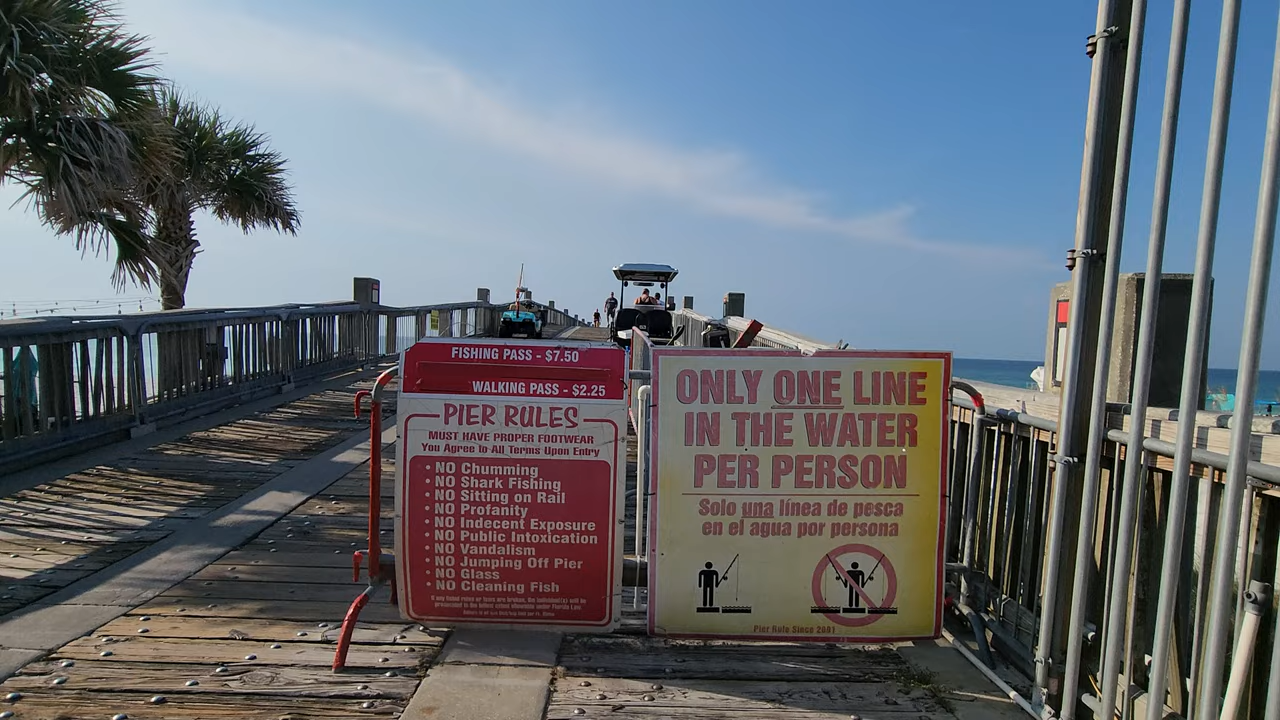 FISHING PASS - $7.50
WALKING PASS - $2.25
PIER RULES
MUST HAVE PROPER FOOTWEAR
You Agree to All Terms Upon Entry
• NO Chumming
• NO Shark Fishing
• NO Sitting on Rail
• NO Profanity
• NO Indecent Exposure
• NO Public Intoxication
• NO Vandalism
• NO Jumping Off Pier
• NO Glass
• NO Cleaning Fish
ONLY ONE LINE
IN THE WATER
PER PERSON
Solo una línea de pesca
en el agua por persona
Pier Rule Since 2001